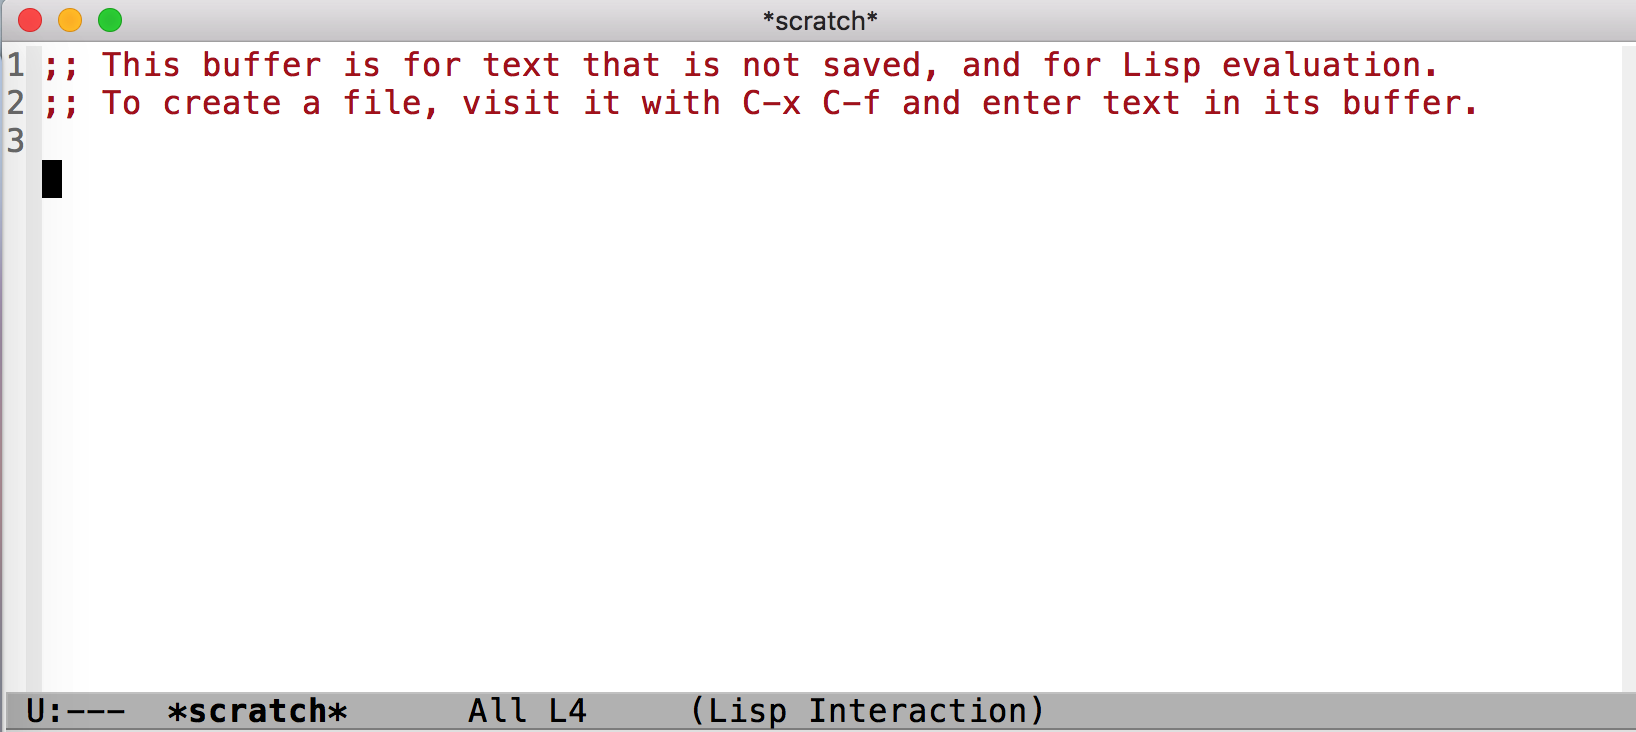 *scratch*
1 ;; This buffer is for text that is not saved, and for Lisp evaluation.
2 ;; To create a file, visit it with C-x C-f and enter text in its buffer.
3
U:--- *scratch* All L4 (Lisp Interaction)